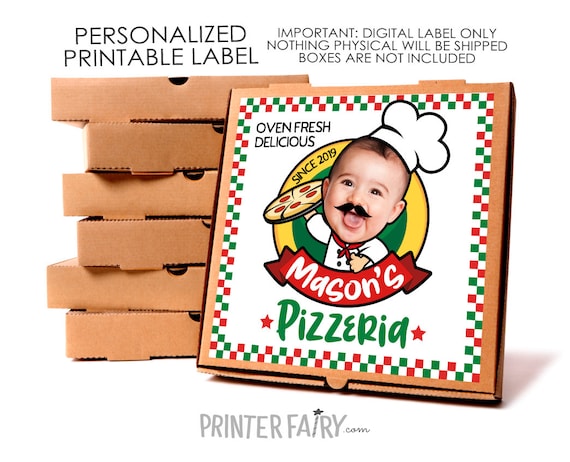 PERSONALIZED
PRINTABLE LABEL
IMPORTANT: DIGITAL LABEL ONLY
NOTHING PHYSICAL WILL BE SHIPPED
BOXES ARE NOT INCLUDED
OVEN FRESH
DELICIOUS
SINCE 2019
Mason's
Pizzeria
PRINTERFAIRY.com